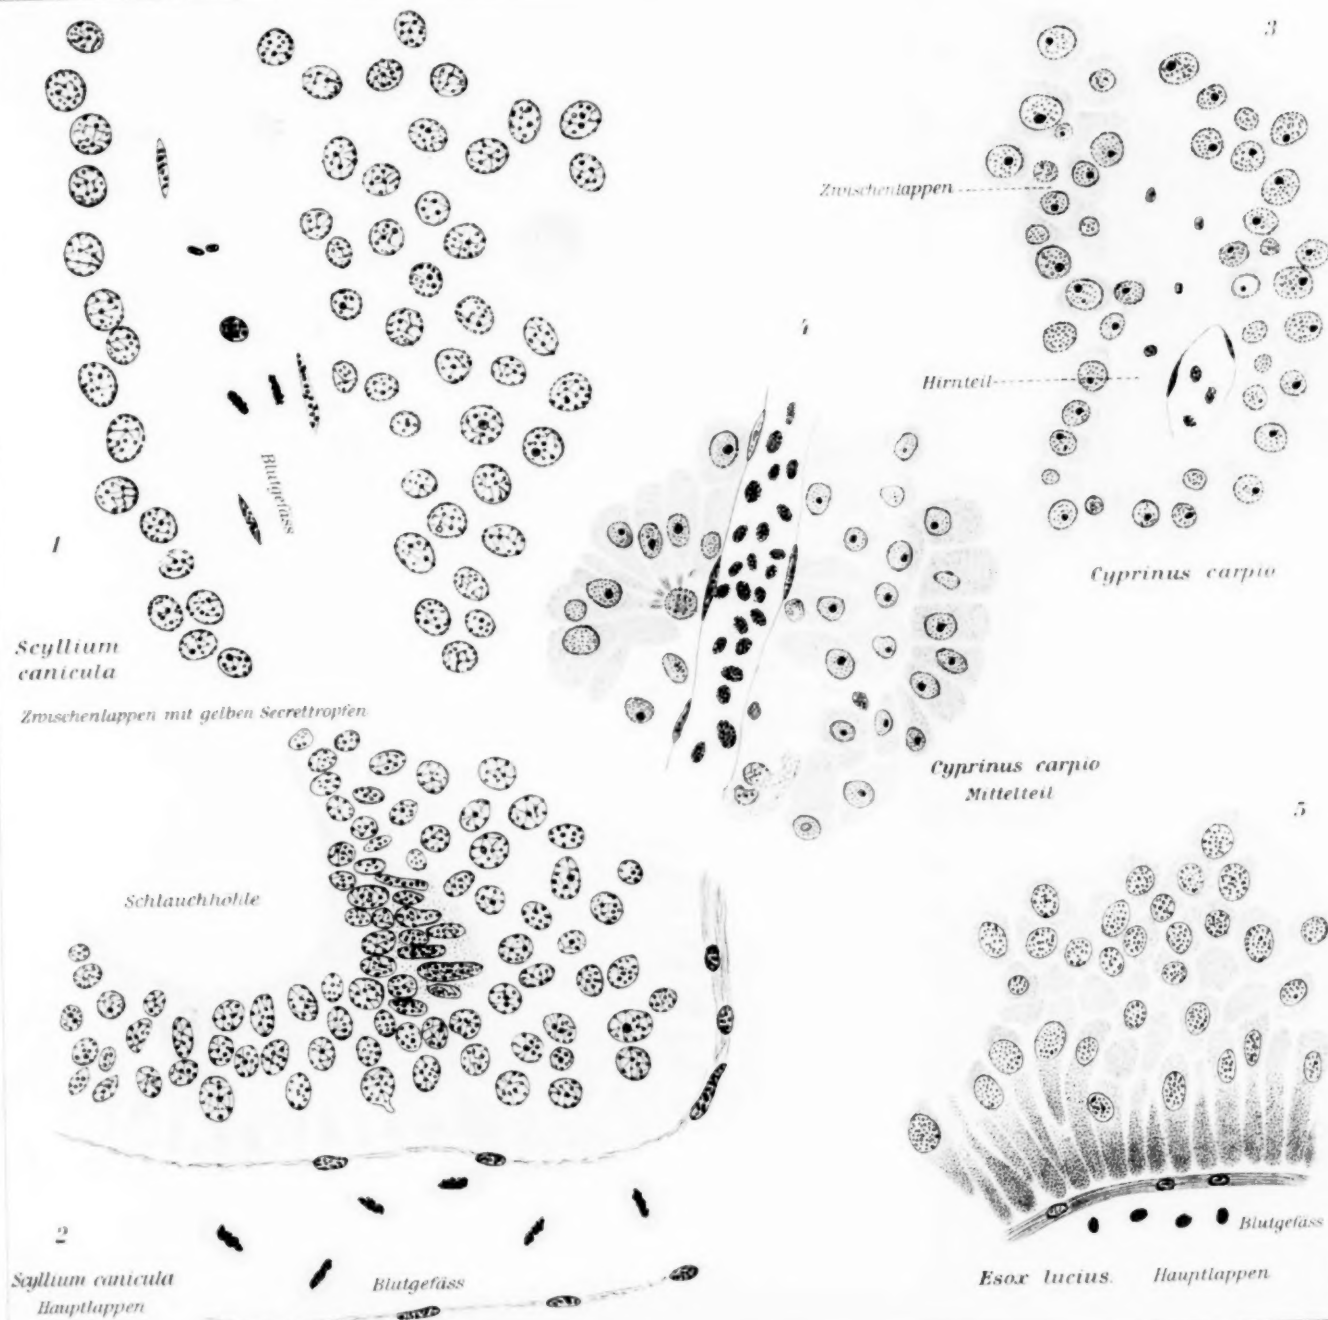 1
Blutgefäss
Scyllium
canicula
Zwischenlappen mit gelben Secrettropfen
3
Zwischenlappen
Hirnteil
Cyprinus carpio
4
Cyprinus carpio
Mittelteil
Schlauchhöhle
2
Scyllium canicula
Hauptlappen
Blutgefäss
5
Blutgefäss
Esox lucius. Hauptlappen